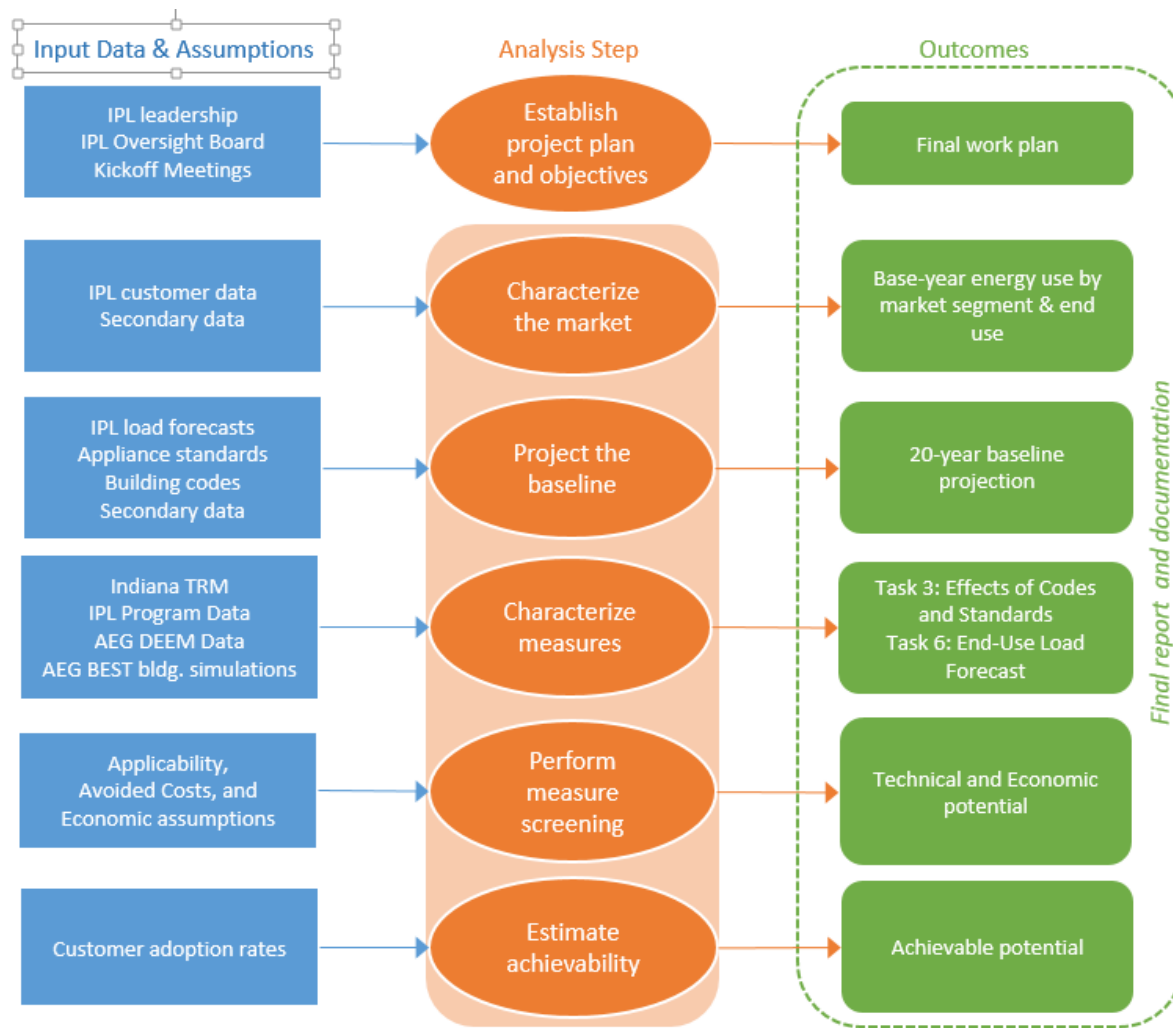 Input Data & Assumptions
Analysis Step
Outcomes
IPL leadership
IPL Oversight Board
Kickoff Meetings
Establish
project plan
and objectives
Final work plan
IPL customer data
Secondary data
Characterize
the market
Base-year energy use by
market segment & end
use
IPL load forecasts
Appliance standards
Building codes
Secondary data
Project the
baseline
20-year baseline
projection
Indiana TRM
IPL Program Data
AEG DEEM Data
AEG BEST bldg. simulations
Characterize
measures
Task 3: Effects of Codes
and Standards
Task 6: End-Use Load
Forecast
Applicability,
Avoided Costs, and
Economic assumptions
Perform
measure
screening
Technical and Economic
potential
Customer adoption rates
Estimate
achievability
Achievable potential
Final report and documentation